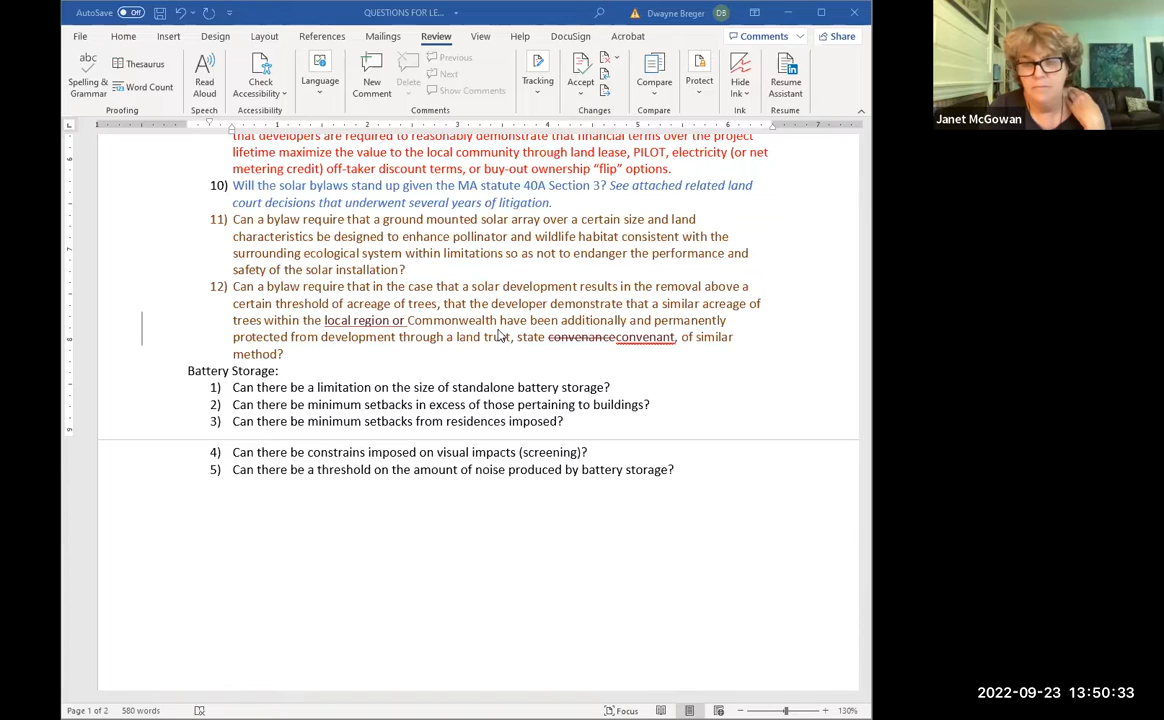 AutoSave Off QUESTIONS FOR LE... Dwayne Breger DB
File Home Insert Design Layout References Mailings Review View Help DocuSign Acrobat Comments Share
abc Spelling & Grammar Thesaurus Word Count Read Aloud Check Accessibility Language New Comment Delete Previous Next Show Comments Tracking Accept Compare Protect Hide Ink Resume Assistant
Proofing Speech Accessibility Comments Changes Compare Ink Resume
that developers are required to reasonably demonstrate that financial terms over the project
lifetime maximize the value to the local community through land lease, PILOT, electricity (or net
metering credit) off-taker discount terms, or buy-out ownership “flip” options.
10) Will the solar bylaws stand up given the MA statute 40A Section 3? See attached related land
court decisions that underwent several years of litigation.
11) Can a bylaw require that a ground mounted solar array over a certain size and land
characteristics be designed to enhance pollinator and wildlife habitat consistent with the
surrounding ecological system within limitations so as not to endanger the performance and
safety of the solar installation?
12) Can a bylaw require that in the case that a solar development results in the removal above a
certain threshold of acreage of trees, that the developer demonstrate that a similar acreage of
trees within the local region or Commonwealth have been additionally and permanently
protected from development through a land trust, state convenanceconvenant, of similar
method?
Battery Storage:
1) Can there be a limitation on the size of standalone battery storage?
2) Can there be minimum setbacks in excess of those pertaining to buildings?
3) Can there be minimum setbacks from residences imposed?
4) Can there be constrains imposed on visual impacts (screening)?
5) Can there be a threshold on the amount of noise produced by battery storage?
Page 1 of 2 580 words Focus 130%
Janet McGowan
2022-09-23 13:50:33